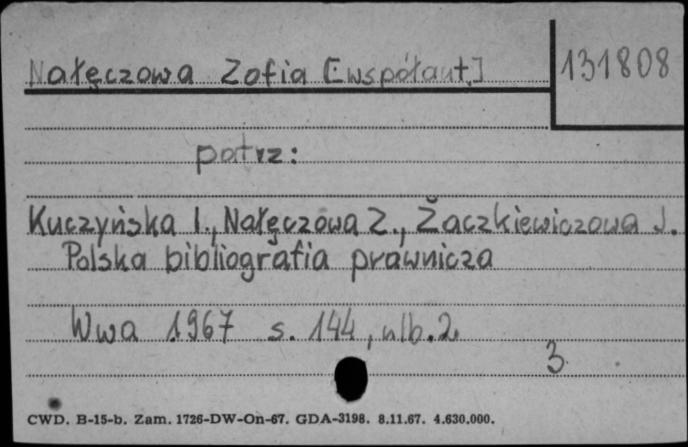 Nałęczowa Zofia [współaut.]
131808
patrz:
Kuczyńska I., Nałęczowa Z., Żaczkiewiczowa J.
Polska bibliografia prawnicza
Wwa 1967 s. 144, nlb. 2
3
CWD. B-15-b. Zam. 1726-DW-On-67. GDA-3198. 8.11.67. 4.630.000.